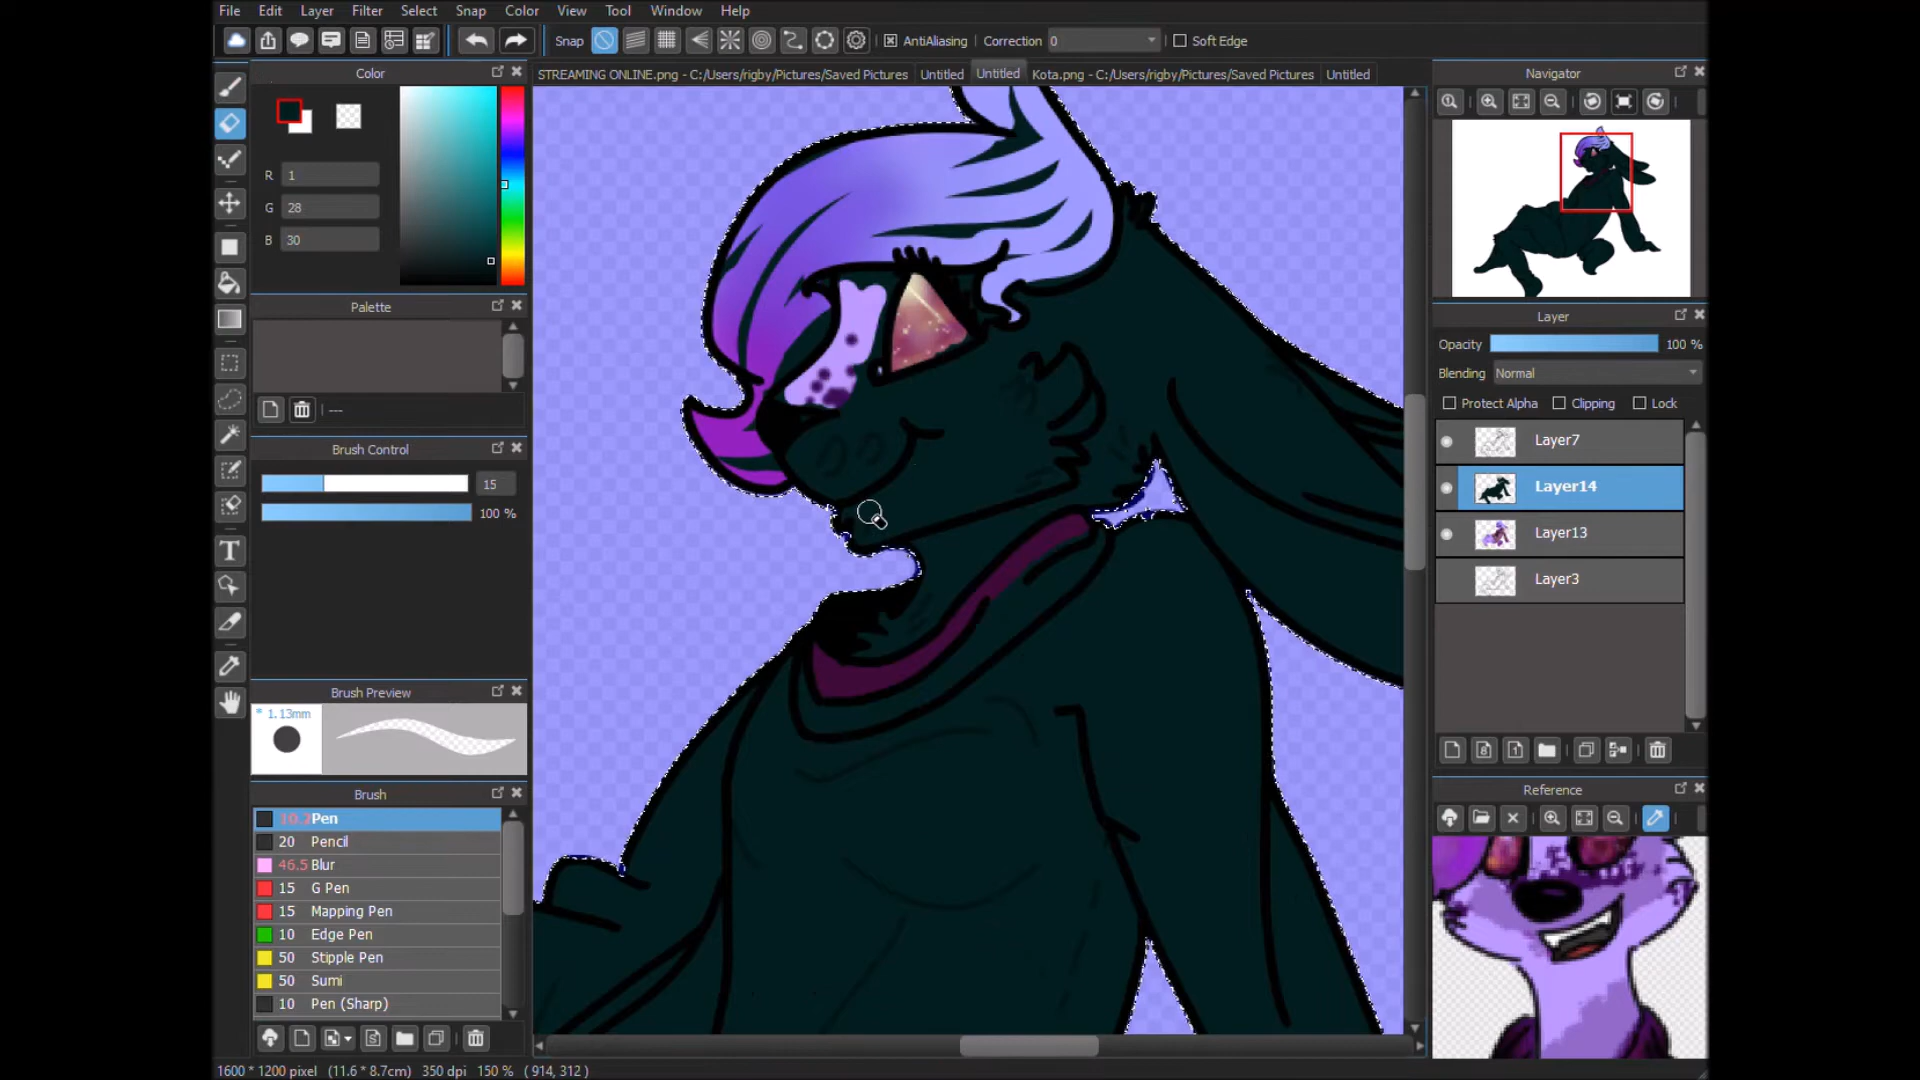 File Edit Layer Filter Select Snap Color View Tool Window Help
Snap AntiAliasing Correction 0 Soft Edge
Color
STREAMING ONLINE.png - C:/Users/rigby/Pictures/Saved Pictures Untitled Untitled Kota.png - C:/Users/rigby/Pictures/Saved Pictures Untitled
Navigator
R 1
G 28
B 30
Palette
---
Brush Control
15
100 %
Brush Preview
* 1.13mm
Brush
10.2 Pen
20 Pencil
46.5 Blur
15 G Pen
15 Mapping Pen
10 Edge Pen
50 Stipple Pen
50 Sumi
10 Pen (Sharp)
Layer
Opacity 100 %
Blending Normal
Protect Alpha Clipping Lock
Layer7
Layer14
Layer13
Layer3
Reference
1600 * 1200 pixel (11.6 * 8.7cm) 350 dpi 150 % ( 914, 312 )